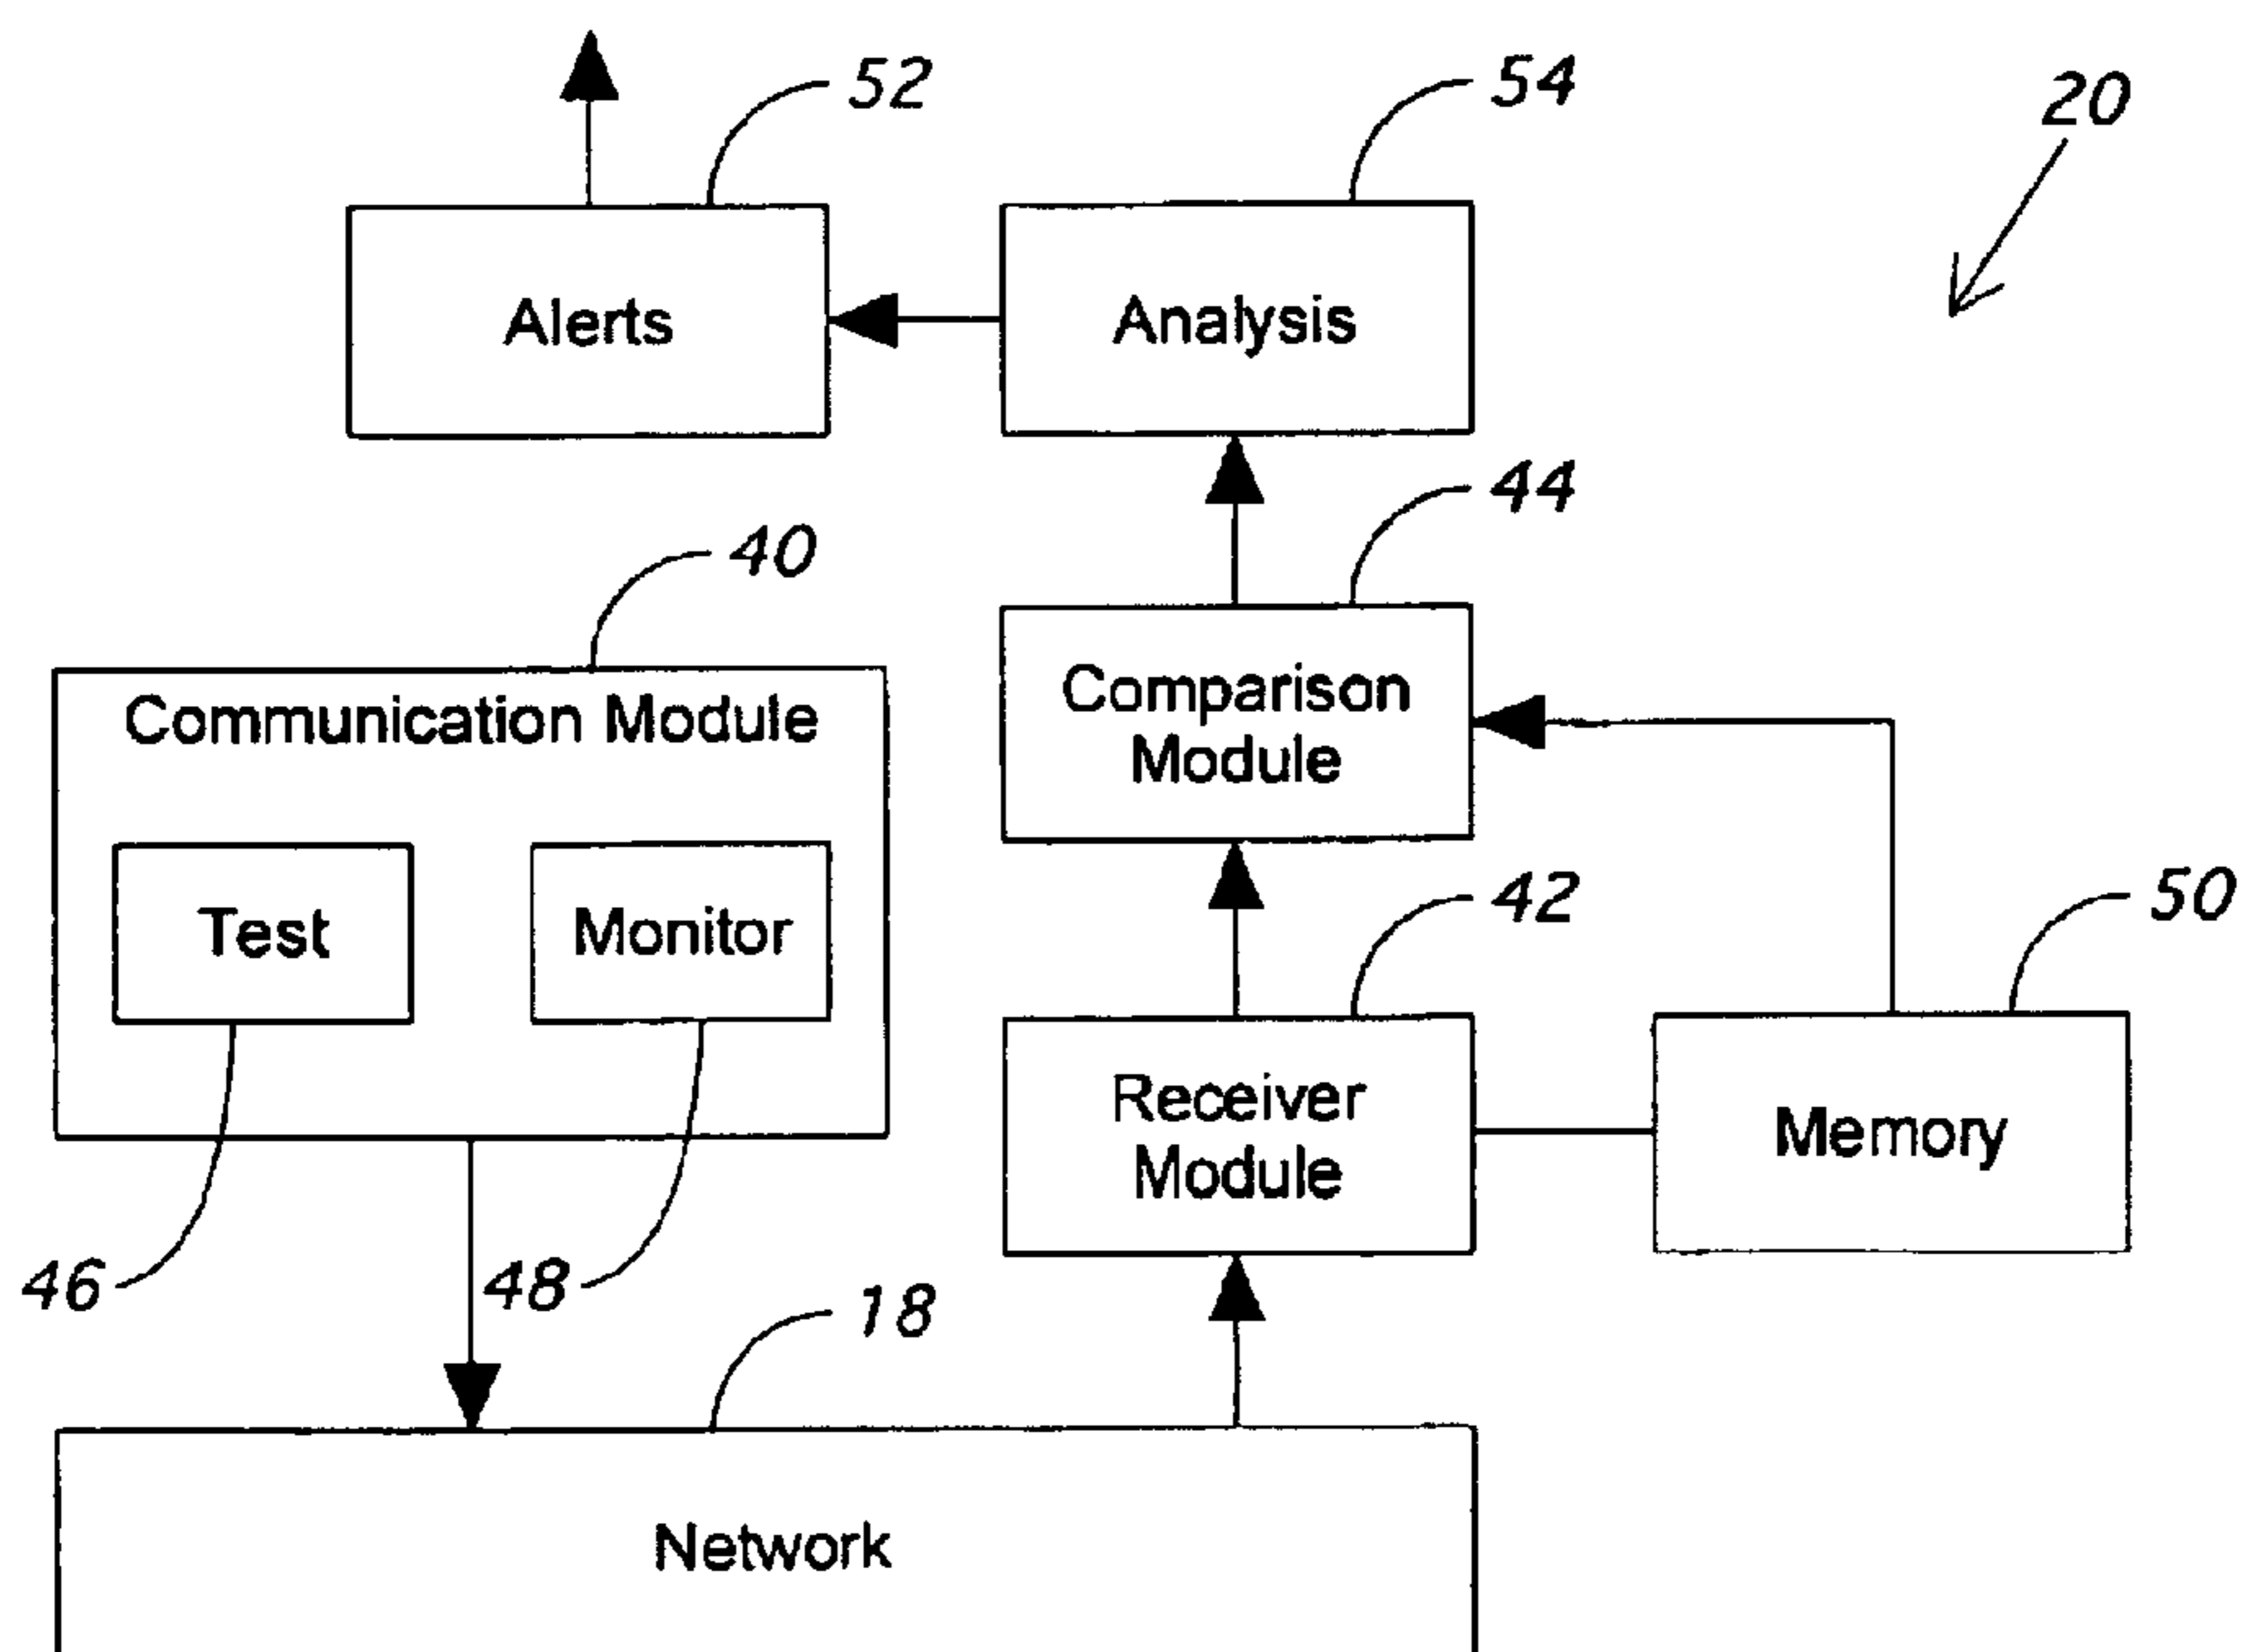 52
54
20
Alerts
Analysis
40
44
Communication Module
Comparison
Module
Test
Monitor
42
50
Receiver
Module
Memory
46
48
18
Network